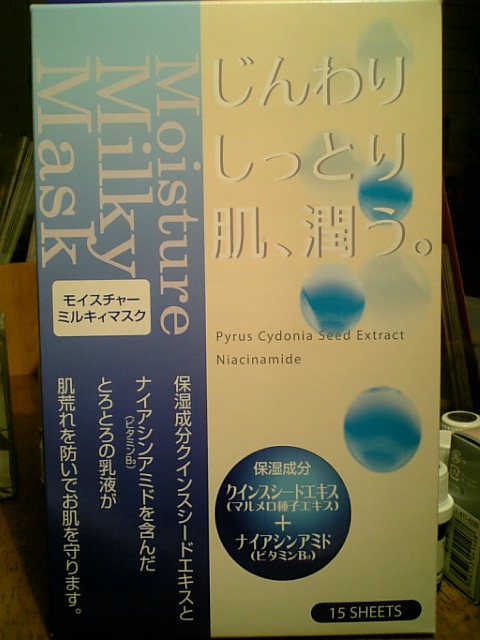 Moisture
Milky
Mask
モイスチャー
ミルキィマスク
じんわり
しっとり
肌、潤う。
Pyrus Cydonia Seed Extract
Niacinamide
保湿成分クインスシードエキスと
ナイアシンアミドを含んだ
(ビタミンB3)
とろとろの乳液が
肌荒れを防いでお肌を守ります。
保湿成分
クインスシードエキス
(マルメロ種子エキス)
+
ナイアシンアミド
(ビタミンB3)
15 SHEETS